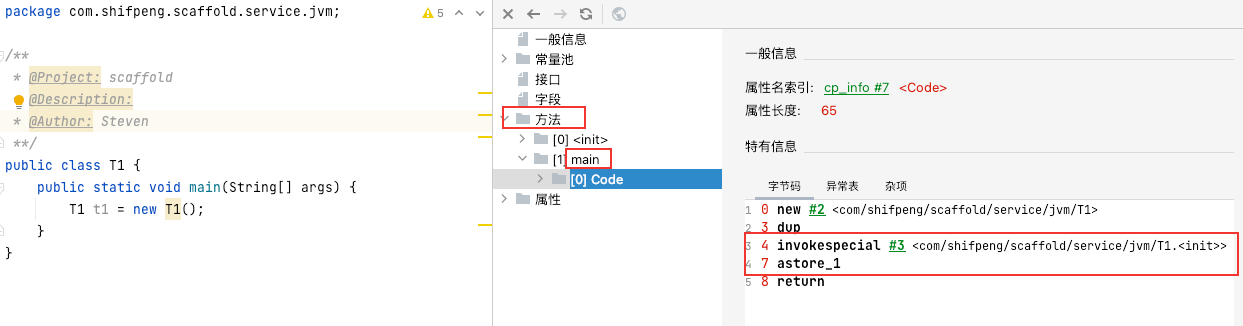 package com.shifpeng.scaffold.service.jvm;
5
/**
* @Project: scaffold
* @Description:
* @Author: Steven
**/
public class T1 {
public static void main(String[] args) {
T1 t1 = new T1();
}
}
一般信息
常量池
接口
字段
方法
[0] <init>
[1] main
[0] Code
属性
一般信息
属性名索引: cp_info #7 <Code>
属性长度: 65
特有信息
字节码 异常表 杂项
1 0 new #2 <com/shifpeng/scaffold/service/jvm/T1>
2 3 dup
3 4 invokespecial #3 <com/shifpeng/scaffold/service/jvm/T1.<init>>
4 7 astore_1
5 8 return